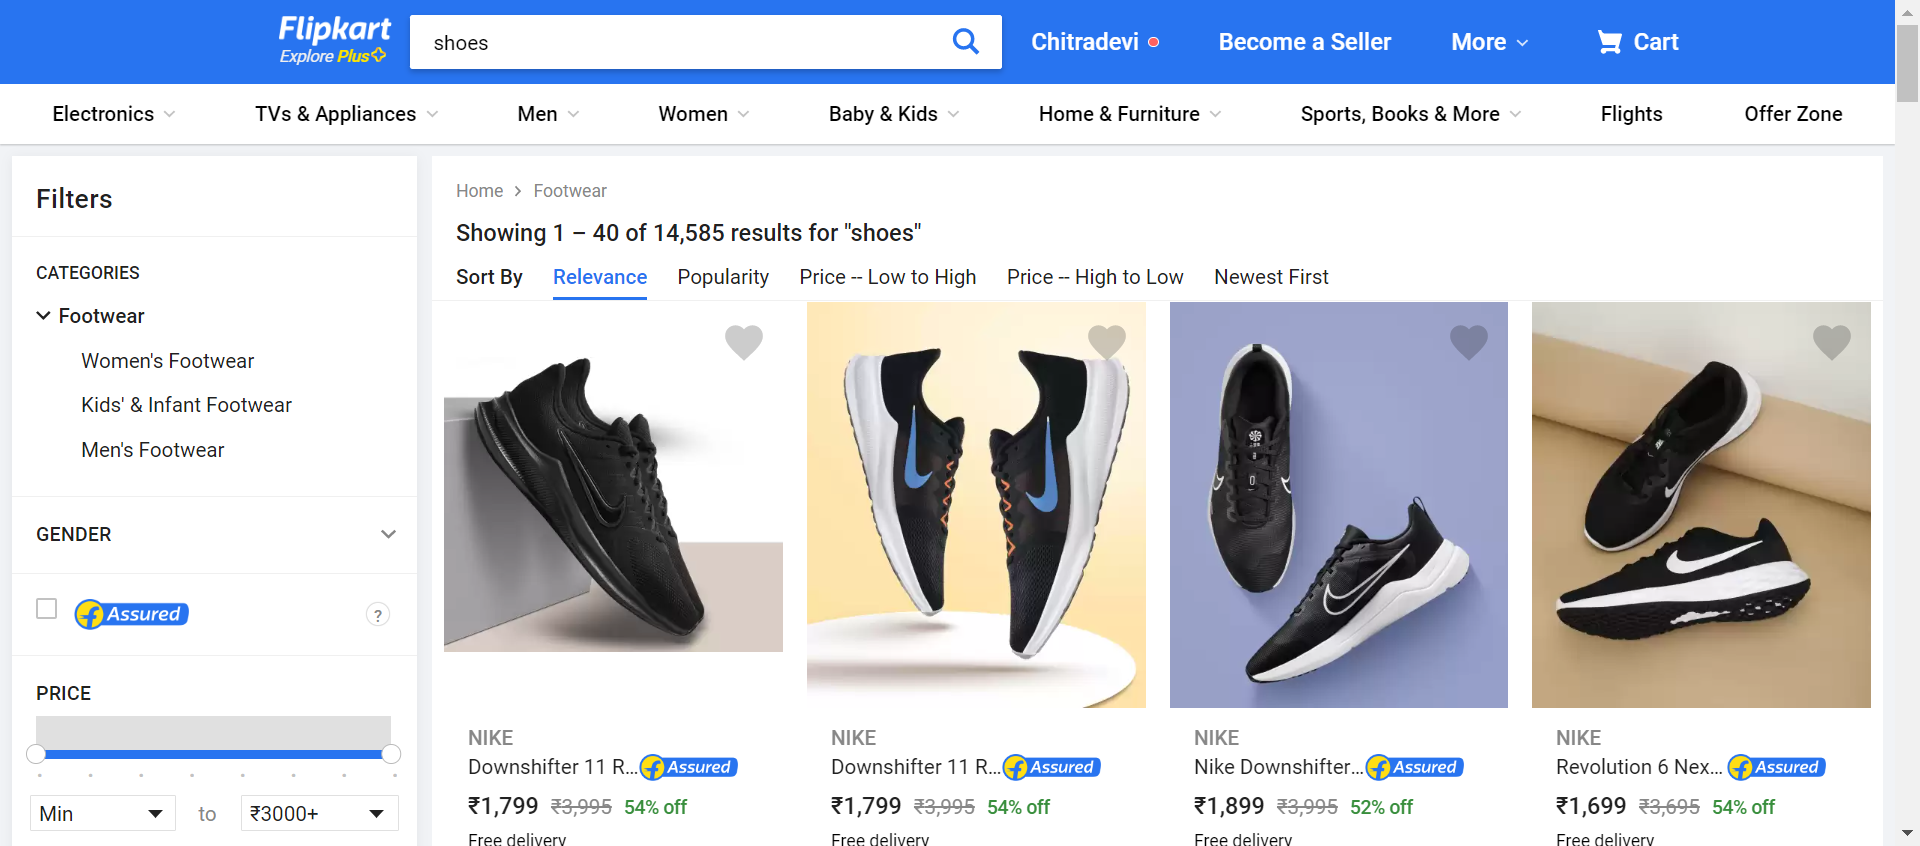 Flipkart
Explore Plus
shoes
Chitradevi
Become a Seller
More
Cart
Electronics
TVs & Appliances
Men
Women
Baby & Kids
Home & Furniture
Sports, Books & More
Flights
Offer Zone
Filters
CATEGORIES
Footwear
Women's Footwear
Kids' & Infant Footwear
Men's Footwear
GENDER
Assured
?
PRICE
Min
to
₹3000+
Home > Footwear
Showing 1 – 40 of 14,585 results for "shoes"
Sort By
Relevance
Popularity
Price -- Low to High
Price -- High to Low
Newest First
NIKE
Downshifter 11 R... Assured
₹1,799 ₹3,995 54% off
Free delivery
NIKE
Downshifter 11 R... Assured
₹1,799 ₹3,995 54% off
Free delivery
NIKE
Nike Downshifter... Assured
₹1,899 ₹3,995 52% off
Free delivery
NIKE
Revolution 6 Nex... Assured
₹1,699 ₹3,695 54% off
Free delivery